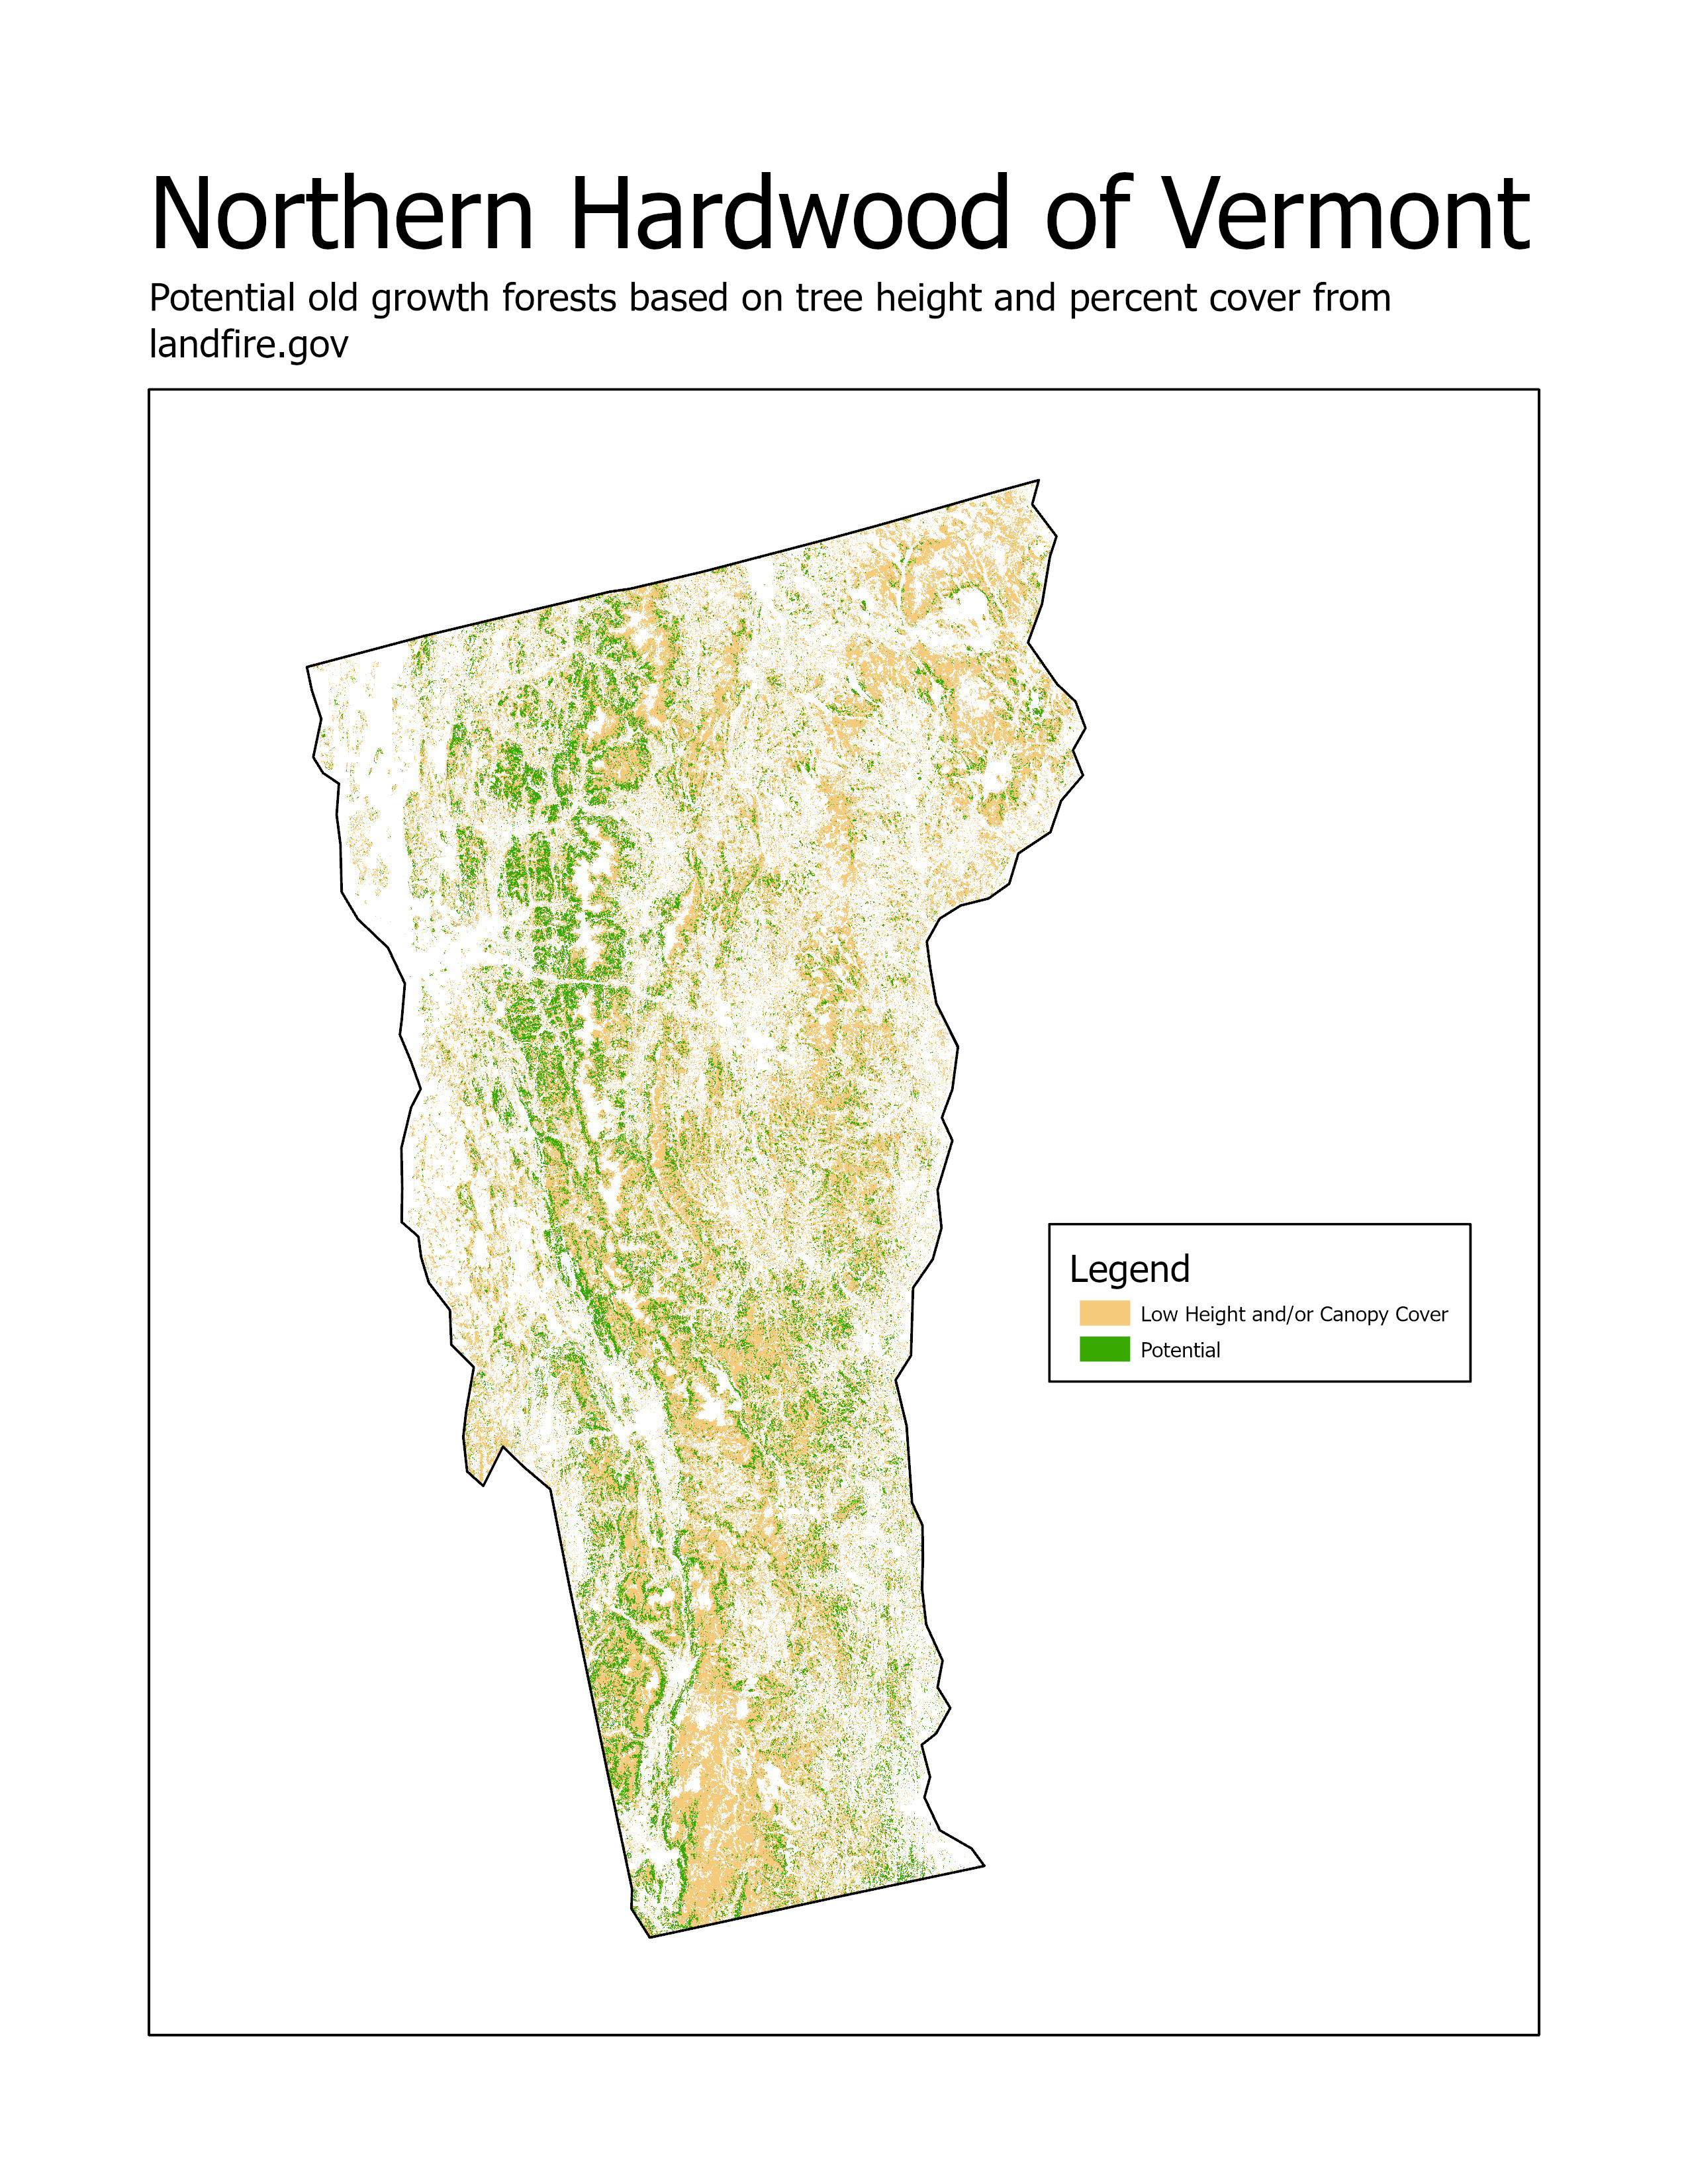 Northern Hardwood of Vermont
Potential old growth forests based on tree height and percent cover from
landfire.gov
Legend
Low Height and/or Canopy Cover
Potential